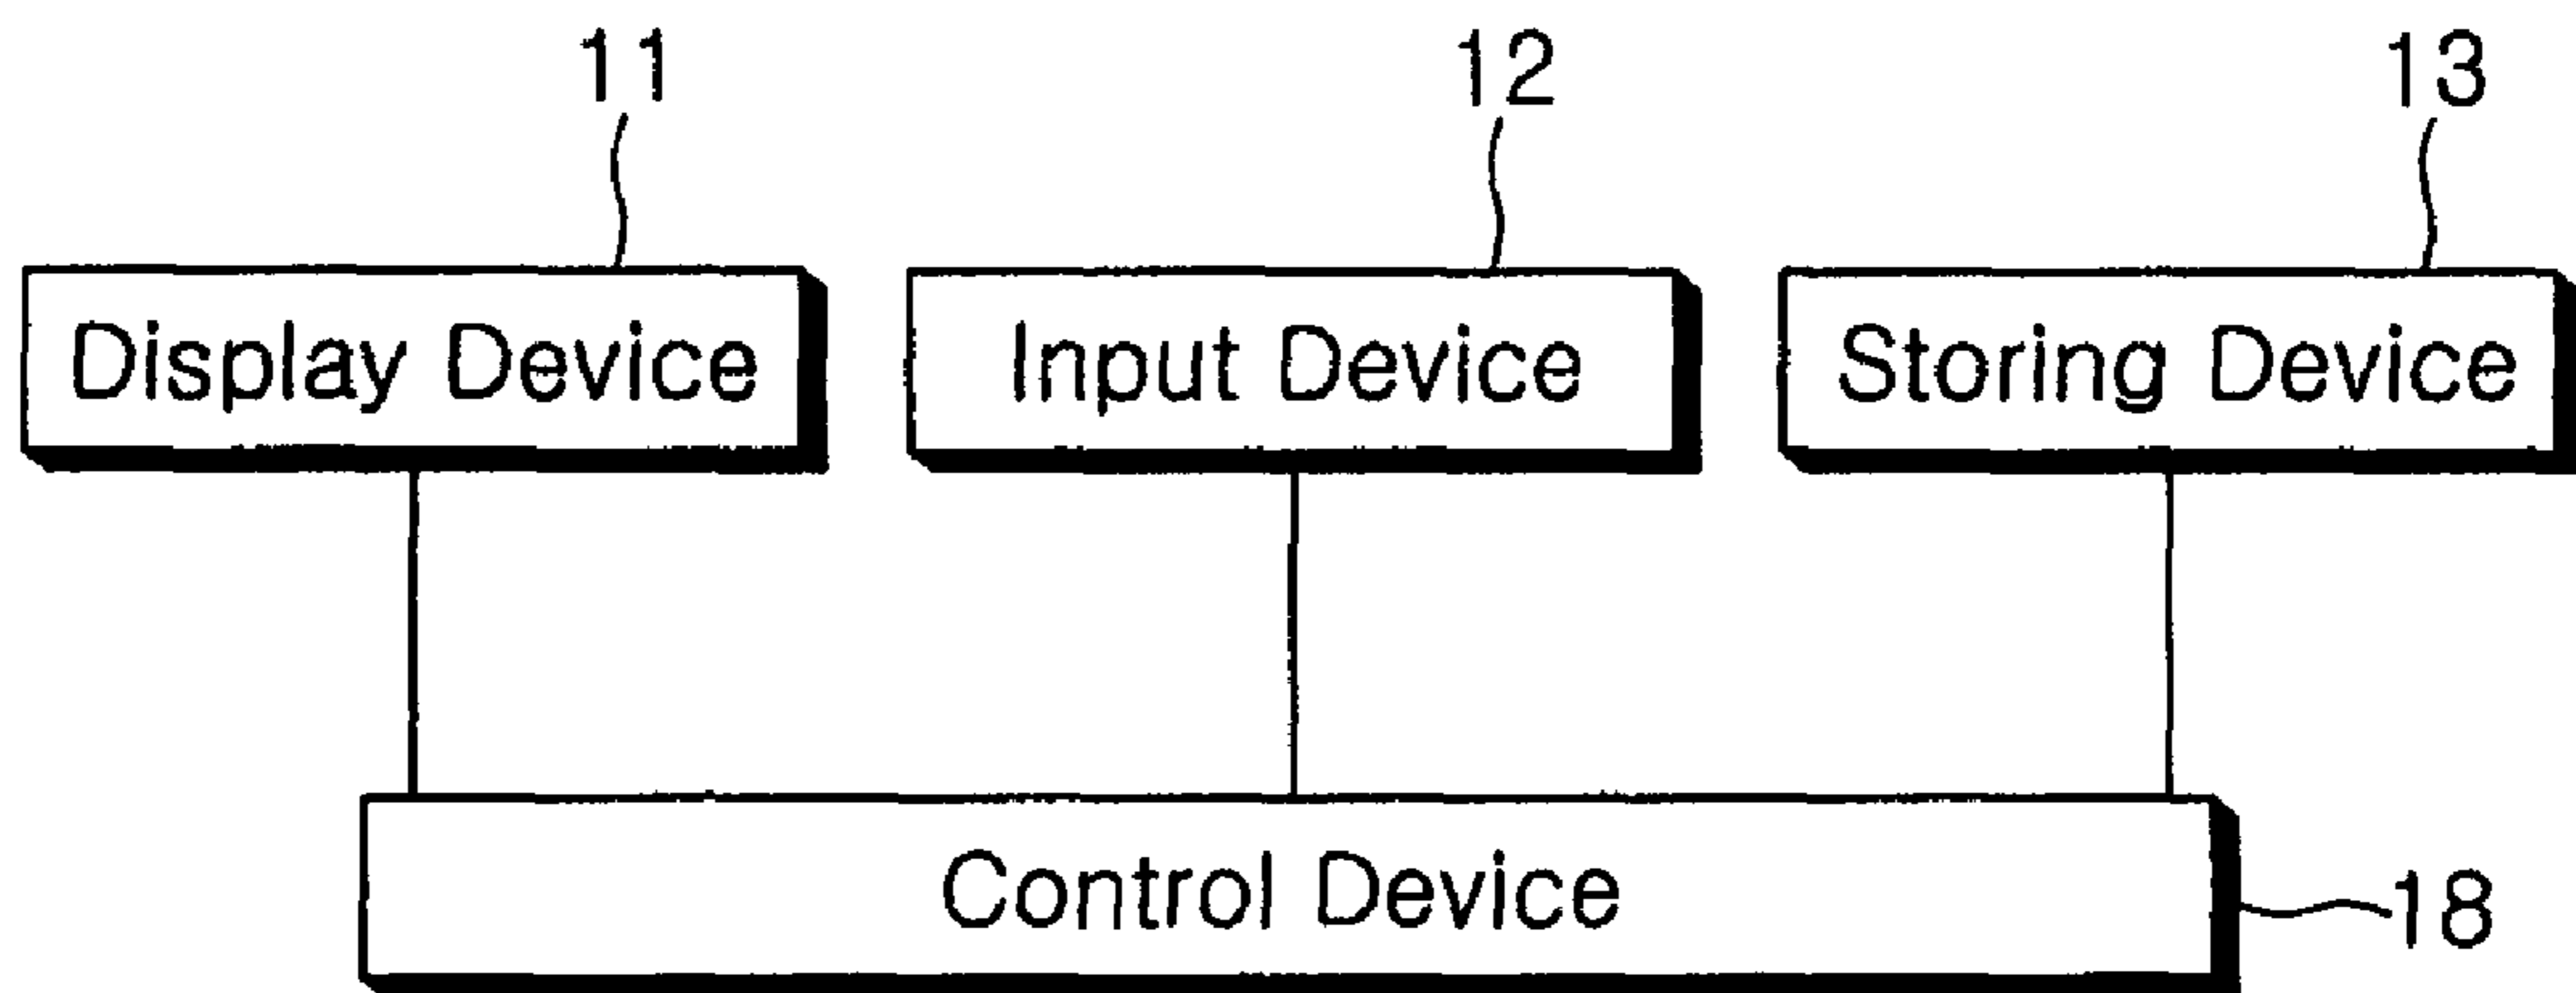 11 12 13
Display Device Input Device Storing Device
Control Device 18